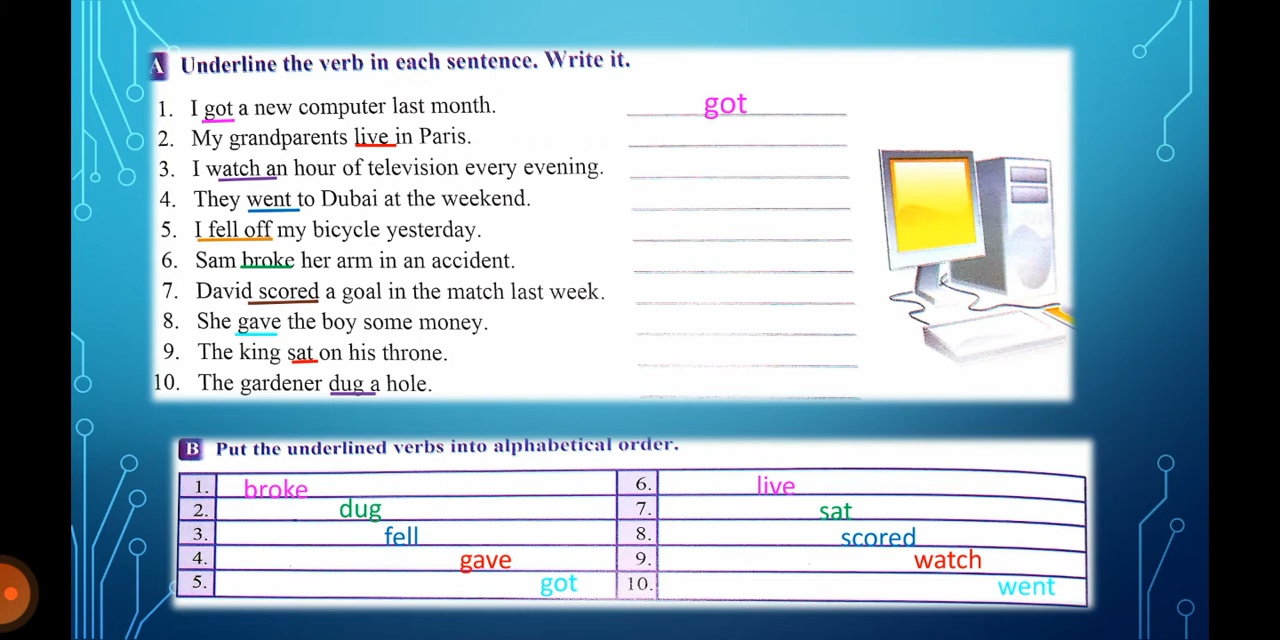 A Underline the verb in each sentence. Write it.
1. I got a new computer last month. got
2. My grandparents live in Paris.
3. I watch an hour of television every evening.
4. They went to Dubai at the weekend.
5. I fell off my bicycle yesterday.
6. Sam broke her arm in an accident.
7. David scored a goal in the match last week.
8. She gave the boy some money.
9. The king sat on his throne.
10. The gardener dug a hole.
B Put the underlined verbs into alphabetical order.
1. broke 6. live
2. dug 7. sat
3. fell 8. scored
4. gave 9. watch
5. got 10. went